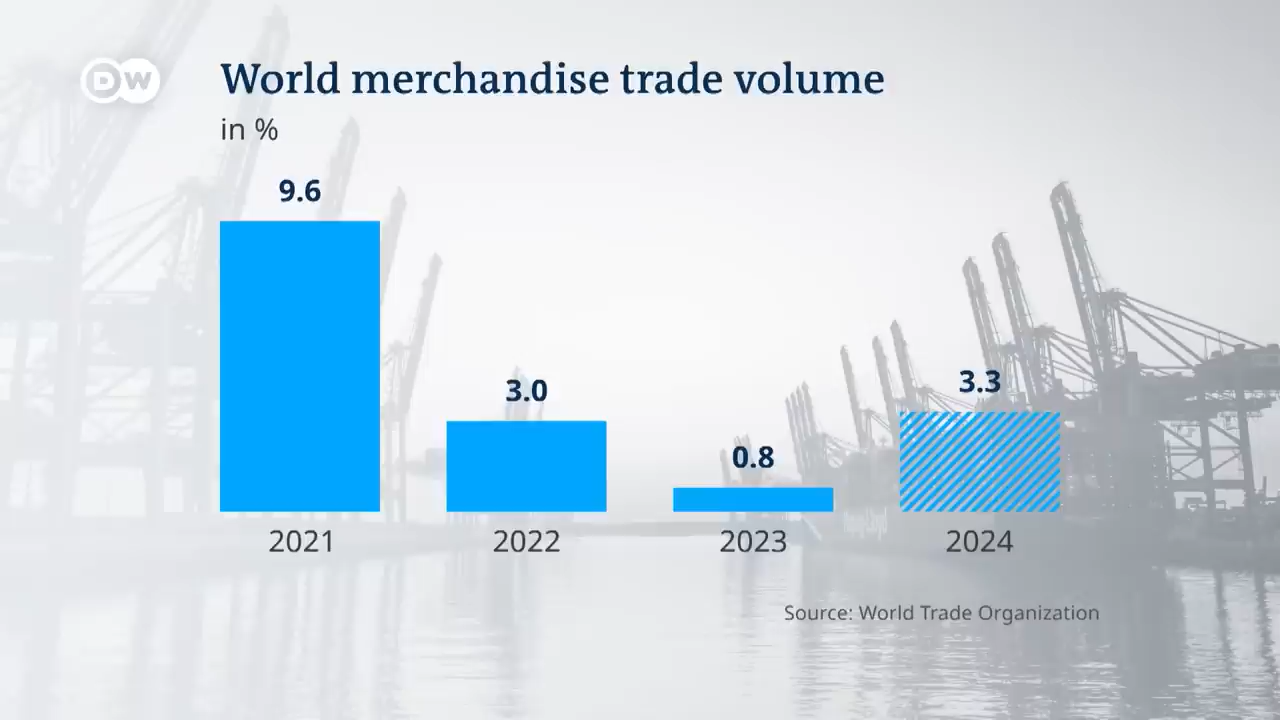 DW
World merchandise trade volume
in %
9.6
3.0
0.8
3.3
2021
2022
2023
2024
Source: World Trade Organization